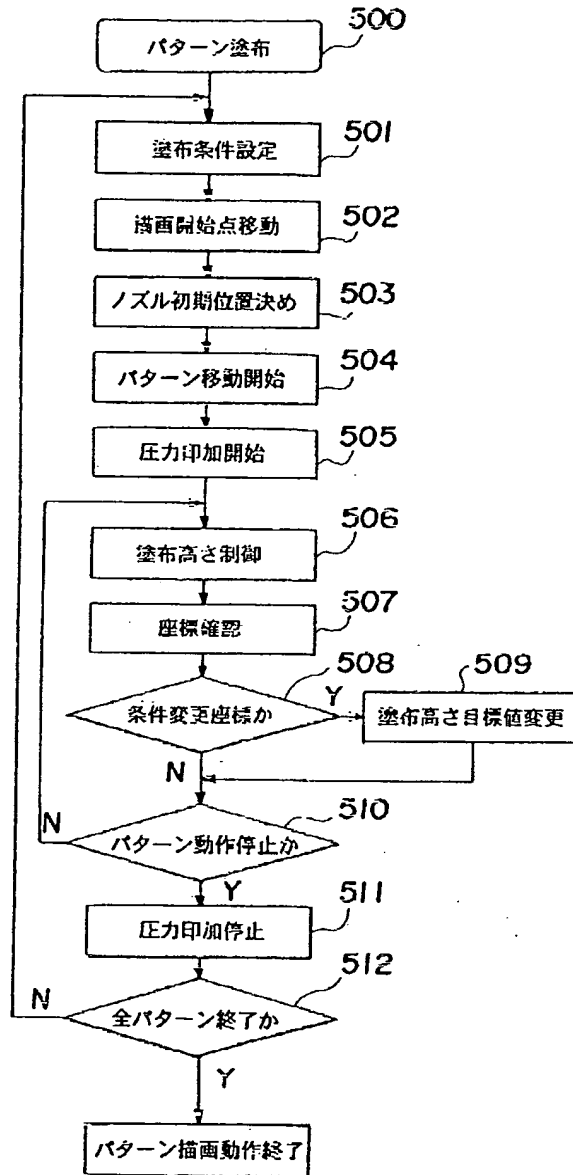 パターン塗布
500
塗布条件設定
501
描画開始点移動
502
ノズル初期位置決め
503
パターン移動開始
504
圧力印加開始
505
塗布高さ制御
506
座標確認
507
条件変更座標か
508
Y
塗布高さ目標値変更
509
N
パターン動作停止か
510
N
Y
圧力印加停止
511
全パターン終了か
512
N
Y
パターン描画動作終了